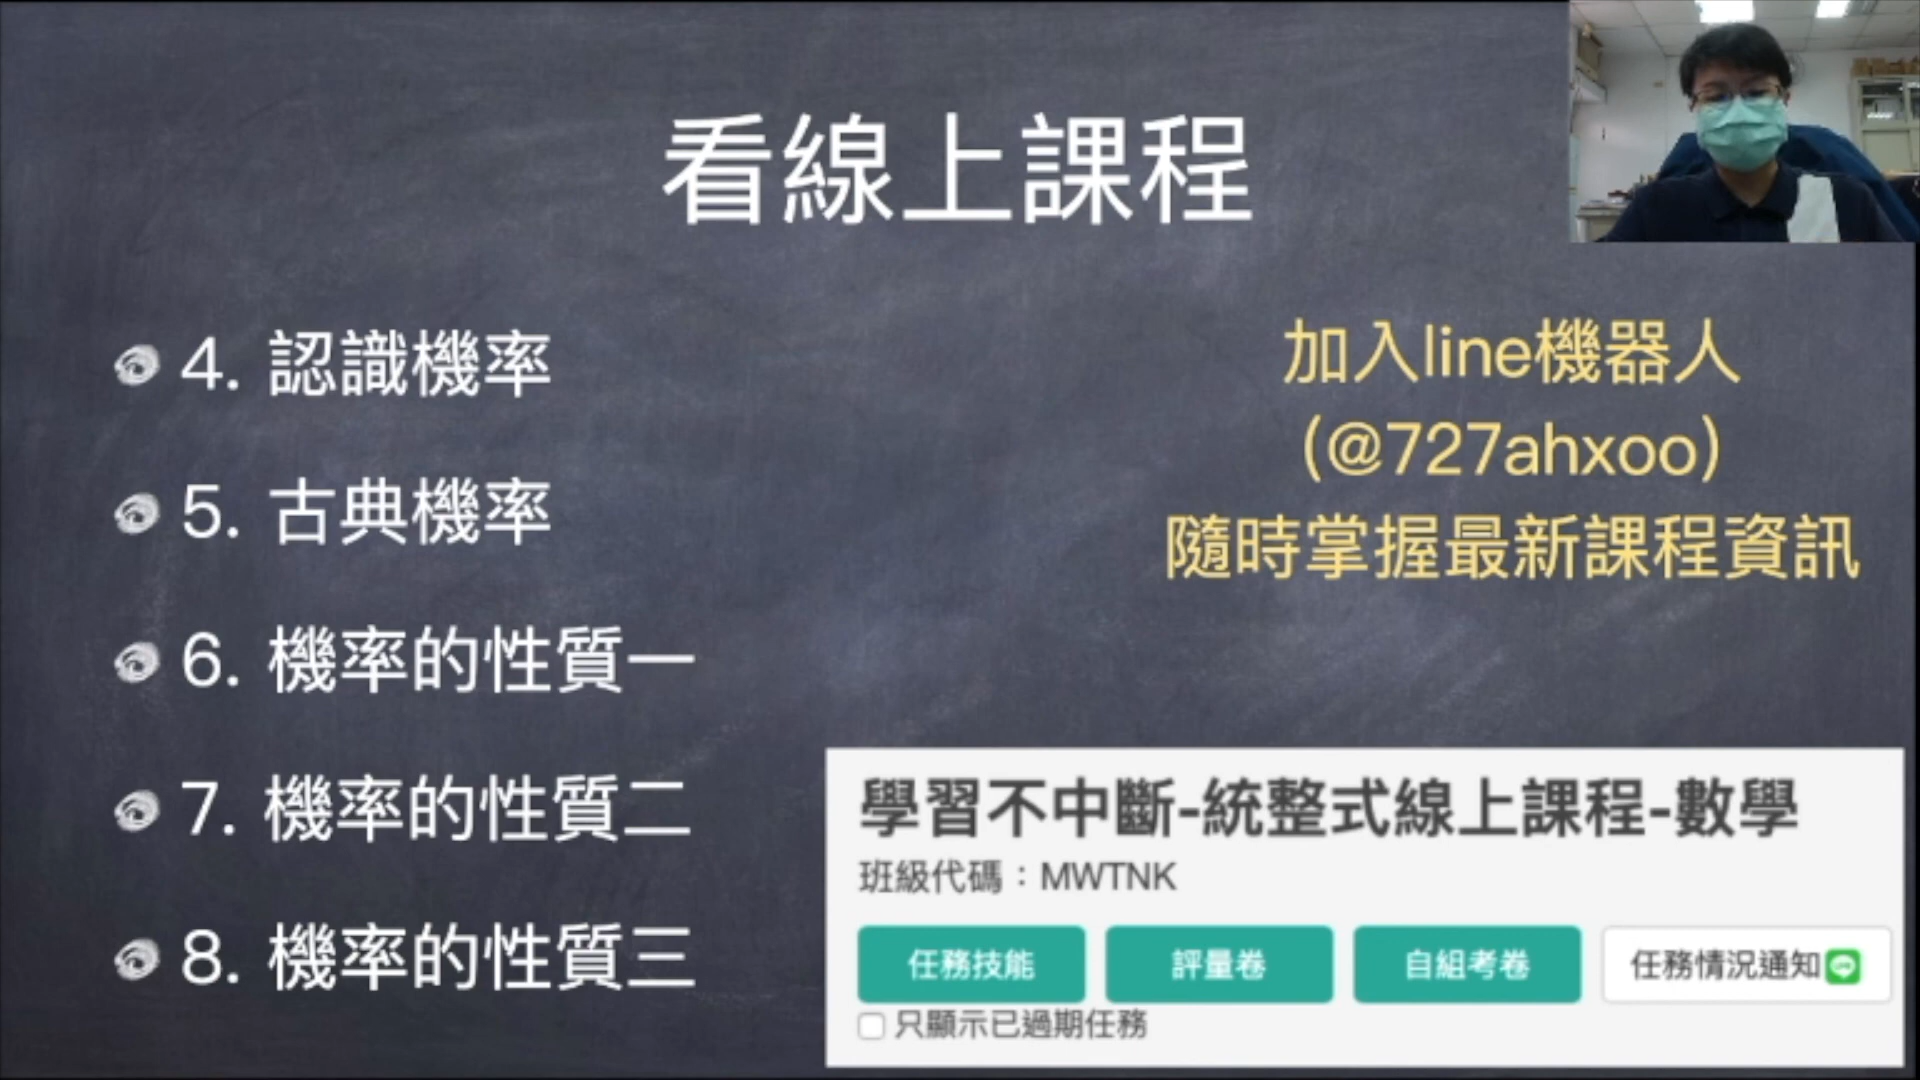 看線上課程
4. 認識機率
5. 古典機率
6. 機率的性質一
7. 機率的性質二
8. 機率的性質三
加入line機器人
(@727ahxoo)
隨時掌握最新課程資訊
學習不中斷-統整式線上課程-數學
班級代碼：MWTNK
任務技能
評量卷
自組考卷
任務情況通知
只顯示已過期任務